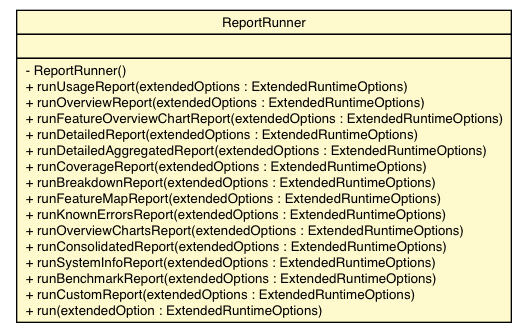 ReportRunner
- ReportRunner()
+ runUsageReport(extendedOptions : ExtendedRuntimeOptions)
+ runOverviewReport(extendedOptions : ExtendedRuntimeOptions)
+ runFeatureOverviewChartReport(extendedOptions : ExtendedRuntimeOptions)
+ runDetailedReport(extendedOptions : ExtendedRuntimeOptions)
+ runDetailedAggregatedReport(extendedOptions : ExtendedRuntimeOptions)
+ runCoverageReport(extendedOptions : ExtendedRuntimeOptions)
+ runBreakdownReport(extendedOptions : ExtendedRuntimeOptions)
+ runFeatureMapReport(extendedOptions : ExtendedRuntimeOptions)
+ runKnownErrorsReport(extendedOptions : ExtendedRuntimeOptions)
+ runOverviewChartsReport(extendedOptions : ExtendedRuntimeOptions)
+ runConsolidatedReport(extendedOptions : ExtendedRuntimeOptions)
+ runSystemInfoReport(extendedOptions : ExtendedRuntimeOptions)
+ runBenchmarkReport(extendedOptions : ExtendedRuntimeOptions)
+ runCustomReport(extendedOptions : ExtendedRuntimeOptions)
+ run(extendedOption : ExtendedRuntimeOptions)